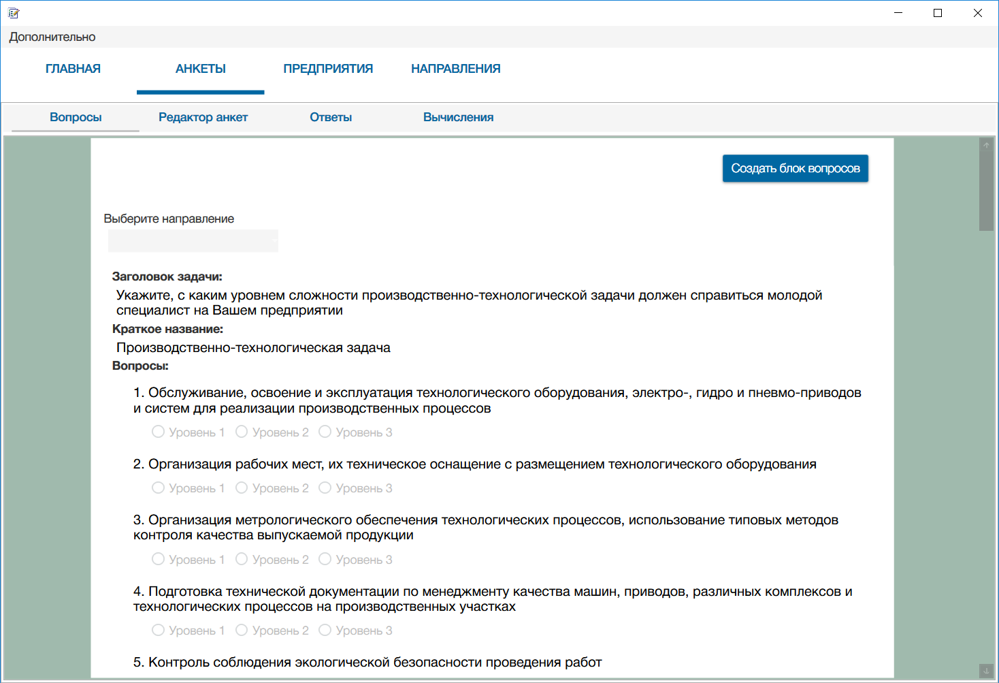 Дополнительно
ГЛАВНАЯ АНКЕТЫ ПРЕДПРИЯТИЯ НАПРАВЛЕНИЯ
Вопросы Редактор анкет Ответы Вычисления
Создать блок вопросов
Выберите направление
Заголовок задачи:
Укажите, с каким уровнем сложности производственно-технологической задачи должен справиться молодой
специалист на Вашем предприятии
Краткое название:
Производственно-технологическая задача
Вопросы:
1. Обслуживание, освоение и эксплуатация технологического оборудования, электро-, гидро и пневмо-приводов
и систем для реализации производственных процессов
Уровень 1 Уровень 2 Уровень 3
2. Организация рабочих мест, их техническое оснащение с размещением технологического оборудования
Уровень 1 Уровень 2 Уровень 3
3. Организация метрологического обеспечения технологических процессов, использование типовых методов
контроля качества выпускаемой продукции
Уровень 1 Уровень 2 Уровень 3
4. Подготовка технической документации по менеджменту качества машин, приводов, различных комплексов и
технологических процессов на производственных участках
Уровень 1 Уровень 2 Уровень 3
5. Контроль соблюдения экологической безопасности проведения работ